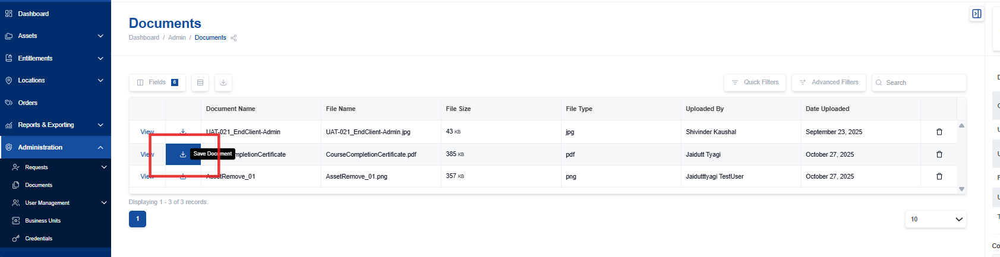 Dashboard
Assets
Entitlements
Locations
Orders
Reports & Exporting
Administration
Requests
Documents
User Management
Business Units
Credentials
Documents
Dashboard / Admin / Documents
Fields 6
Quick Filters Advanced Filters Search
Document Name File Name File Size File Type Uploaded By Date Uploaded
View UAT-021_EndClient-Admin UAT-021_EndClient-Admin.jpg 43 KB jpg Shivinder Kaushal September 23, 2025
View Save Document mpletionCertificate CourseCompletionCertificate.pdf 385 KB pdf Jaidutt Tyagi October 27, 2025
View AssetRemove_01 AssetRemove_01.png 357 KB png Jaidutttyagi TestUser October 27, 2025
Displaying 1 - 3 of 3 records.
1
10
Co